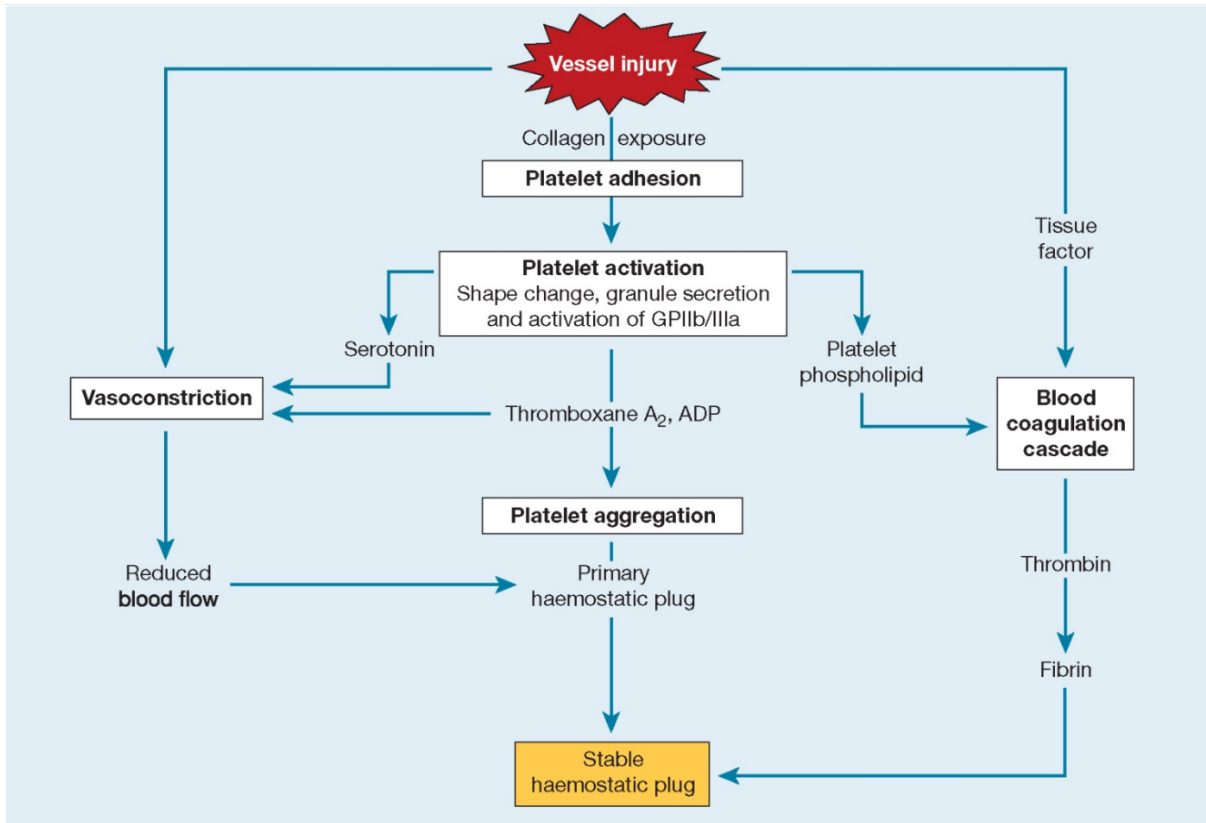 Vessel injury
Collagen exposure
Platelet adhesion
Tissue
factor
Platelet activation
Shape change, granule secretion
and activation of GPIIb/IIIa
Serotonin
Platelet
phospholipid
Vasoconstriction
Thromboxane A₂, ADP
Blood
coagulation
cascade
Platelet aggregation
Reduced
blood flow
Primary
haemostatic plug
Thrombin
Fibrin
Stable
haemostatic plug